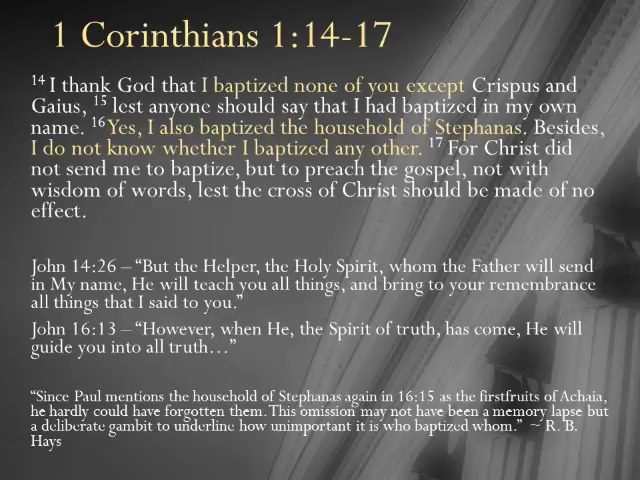 1 Corinthians 1:14-17
14 I thank God that I baptized none of you except Crispus and
Gaius, 15 lest anyone should say that I had baptized in my own
name. 16 Yes, I also baptized the household of Stephanas. Besides,
I do not know whether I baptized any other. 17 For Christ did
not send me to baptize, but to preach the gospel, not with
wisdom of words, lest the cross of Christ should be made of no
effect.
John 14:26 – “But the Helper, the Holy Spirit, whom the Father will send
in My name, He will teach you all things, and bring to your remembrance
all things that I said to you.”
John 16:13 – “However, when He, the Spirit of truth, has come, He will
guide you into all truth…”
“Since Paul mentions the household of Stephanas again in 16:15 as the firstfruits of Achaia,
he hardly could have forgotten them. This omission may not have been a memory lapse but
a deliberate gambit to underline how unimportant it is who baptized whom.” ~ R. B.
Hays